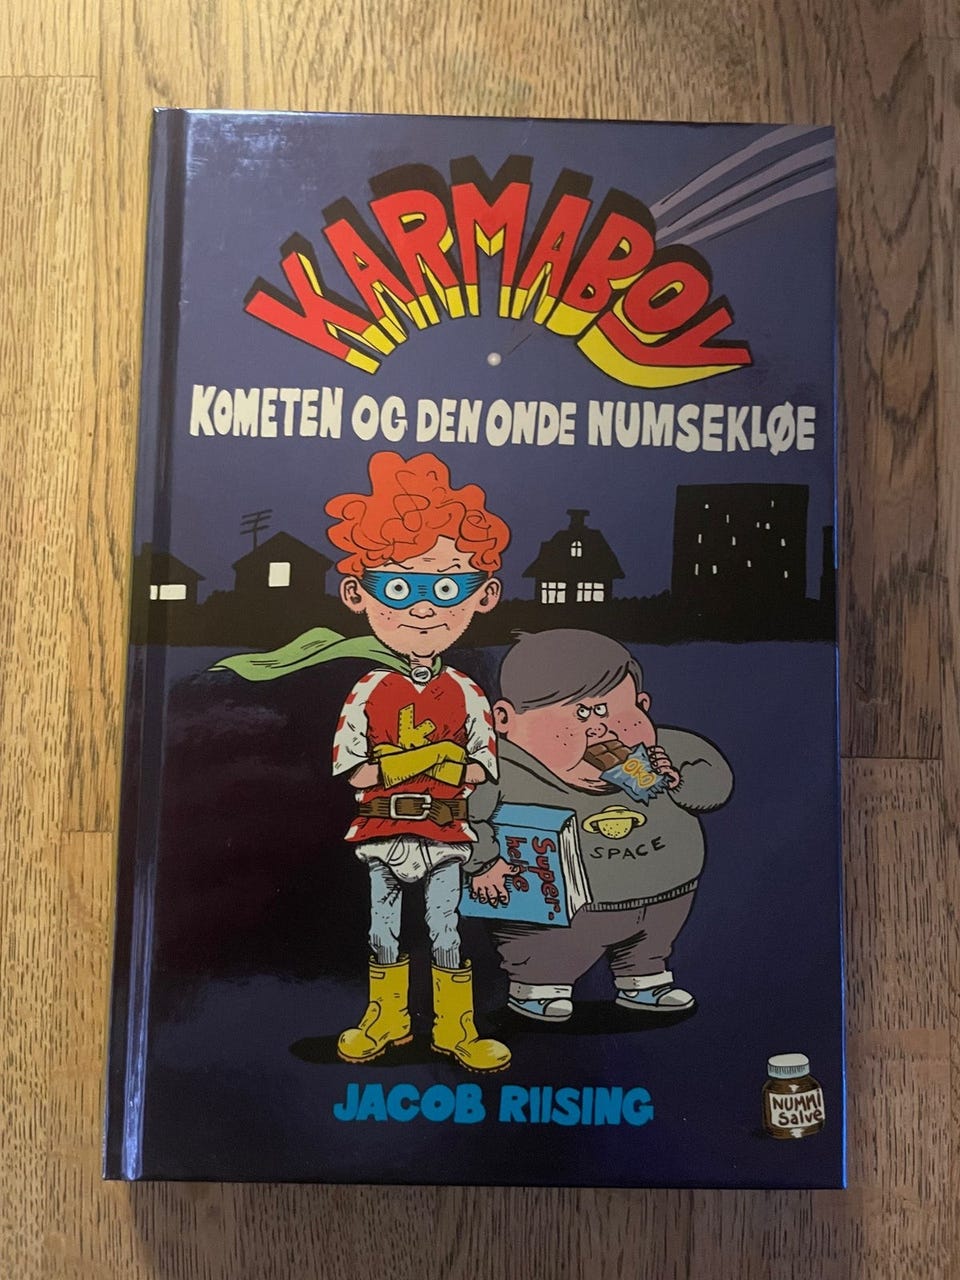 KARMABOY
KOMETEN OG DEN ONDE NUMSEKLØE
k
ØKO
SPACE
Super-
helte
JACOB RIISING
NUMMI
Salve